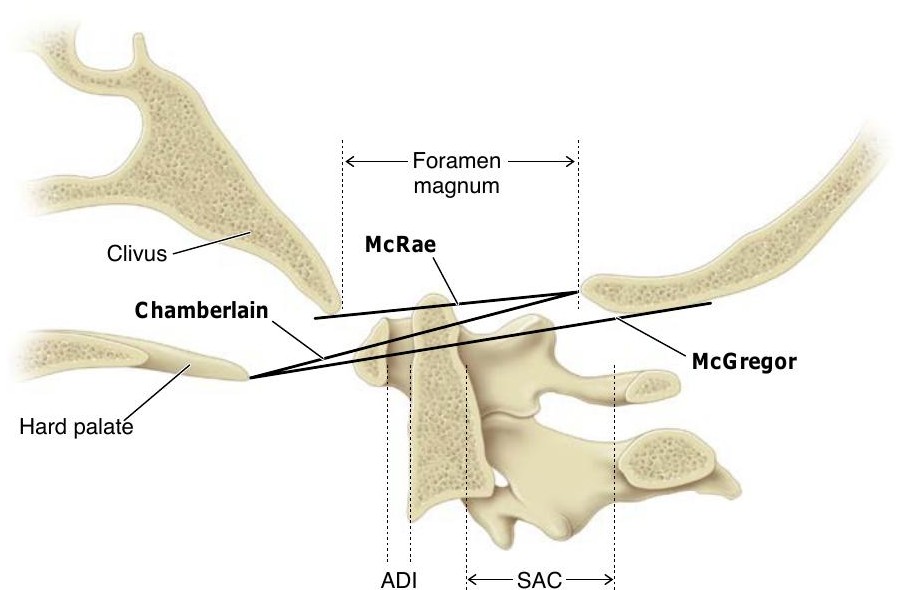 Foramen
magnum
McRae
Clivus
Chamberlain
McGregor
Hard palate
ADI
SAC